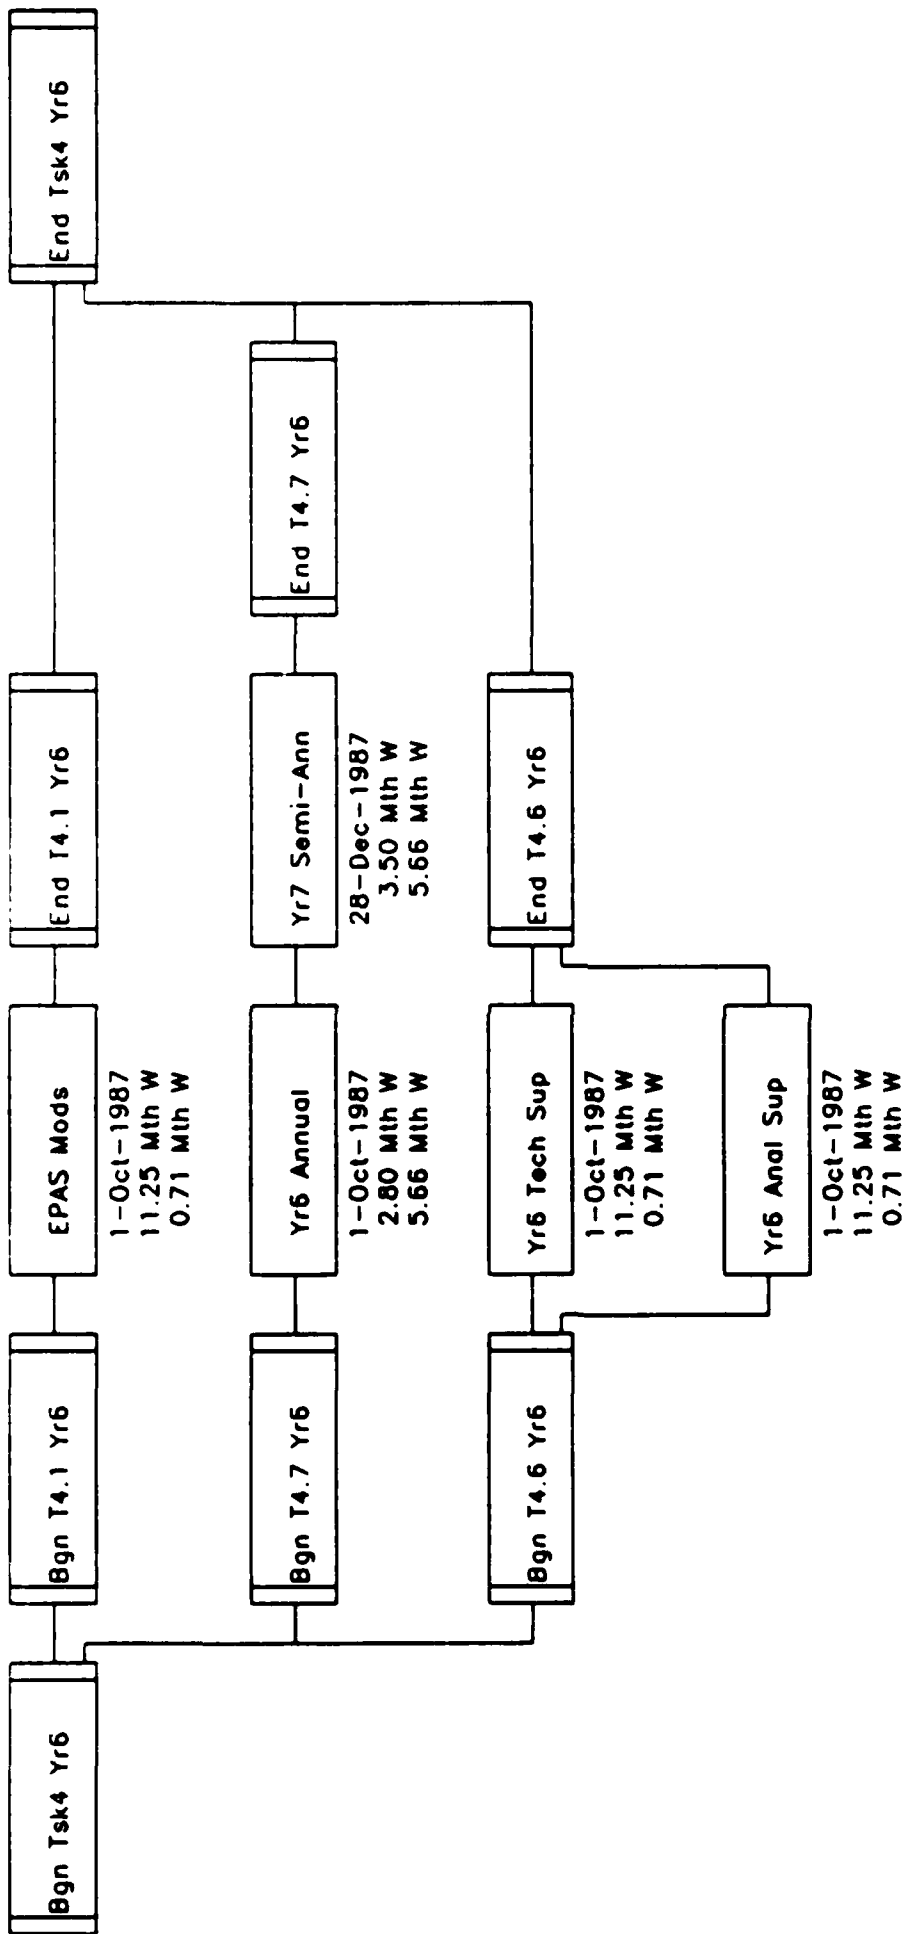 Bgn Tsk4 Yr6
Bgn T4.1 Yr6
EPAS Mods
1-Oct-1987
11.25 Mth W
0.71 Mth W
End T4.1 Yr6
End Tsk4 Yr6
Bgn T4.7 Yr6
Yr6 Annual
1-Oct-1987
2.80 Mth W
5.66 Mth W
Yr7 Semi-Ann
28-Dec-1987
3.50 Mth W
5.66 Mth W
End T4.7 Yr6
Bgn T4.6 Yr6
Yr6 Tech Sup
1-Oct-1987
11.25 Mth W
0.71 Mth W
End T4.6 Yr6
Yr6 Anal Sup
1-Oct-1987
11.25 Mth W
0.71 Mth W